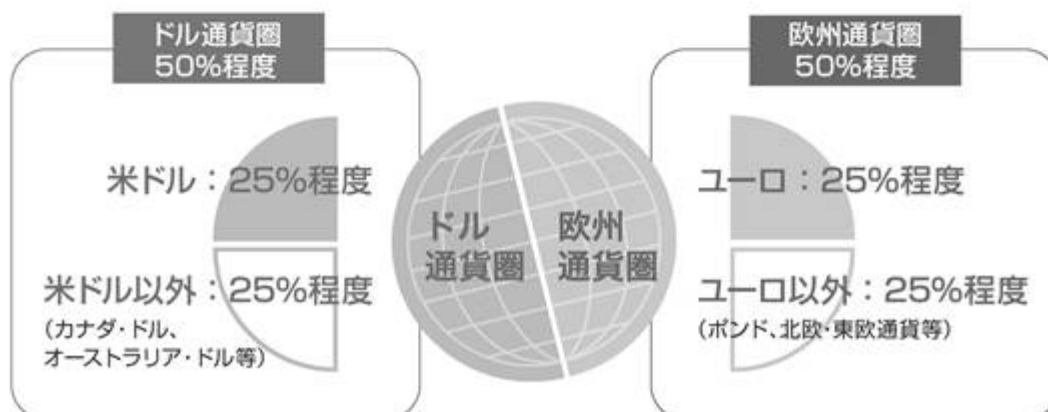 ドル通貨圏
50%程度
米ドル：25%程度
米ドル以外：25%程度
(カナダ・ドル、
オーストラリア・ドル等)
ドル
通貨圏
欧州
通貨圏
欧州通貨圏
50%程度
ユーロ：25%程度
ユーロ以外：25%程度
(ポンド、北欧・東欧通貨等)